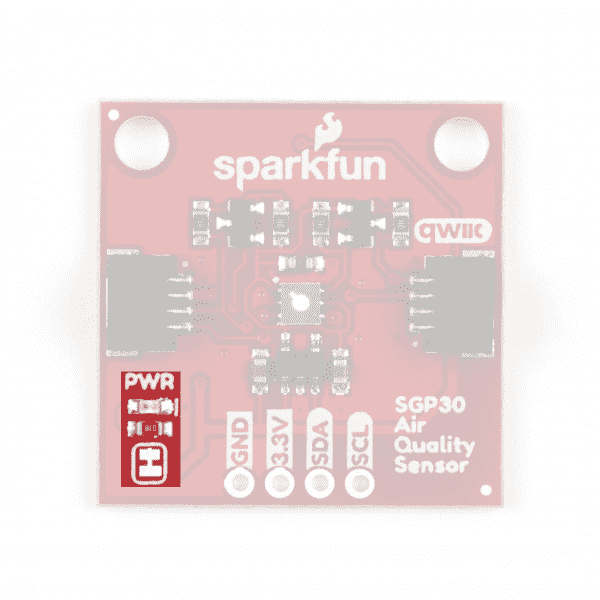 sparkfun
qwiic
PWR
GND
3.3V
SDA
SCL
SGP30
Air
Quality
Sensor